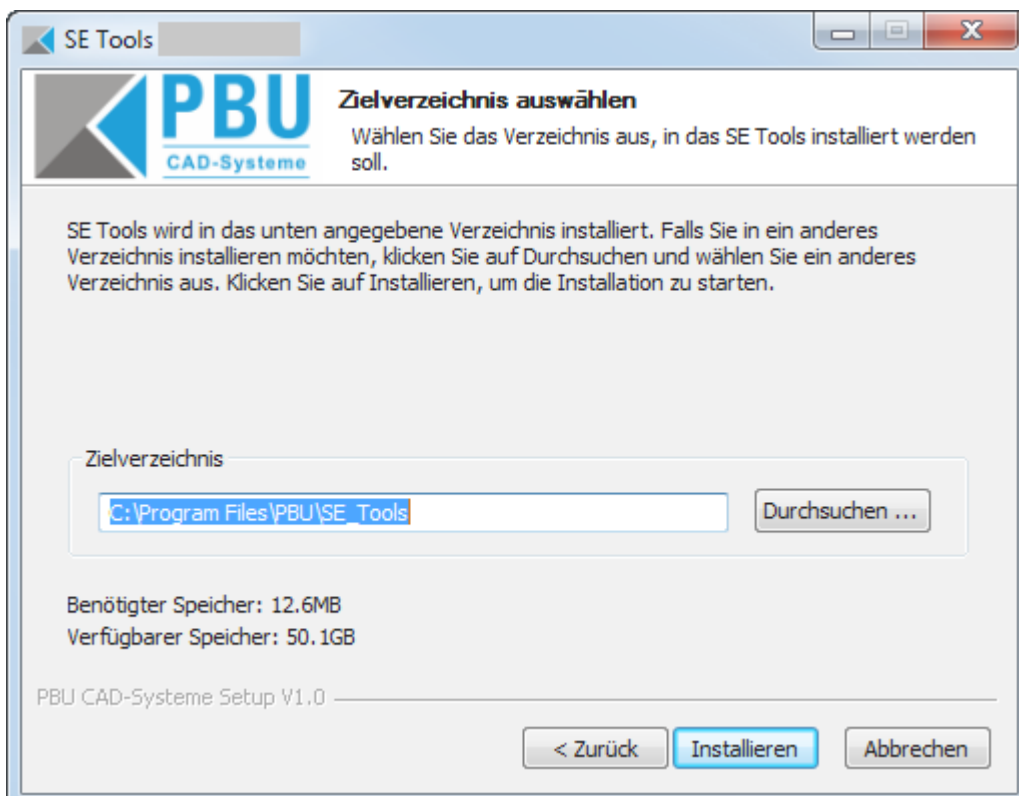 SE Tools
PBU
CAD-Systeme
Zielverzeichnis auswählen
Wählen Sie das Verzeichnis aus, in das SE Tools installiert werden
soll.
SE Tools wird in das unten angegebene Verzeichnis installiert. Falls Sie in ein anderes
Verzeichnis installieren möchten, klicken Sie auf Durchsuchen und wählen Sie ein anderes
Verzeichnis aus. Klicken Sie auf Installieren, um die Installation zu starten.
Zielverzeichnis
C:\Program Files\PBU\SE_Tools
Durchsuchen ...
Benötigter Speicher: 12.6MB
Verfügbarer Speicher: 50.1GB
PBU CAD-Systeme Setup V1.0
< Zurück
Installieren
Abbrechen